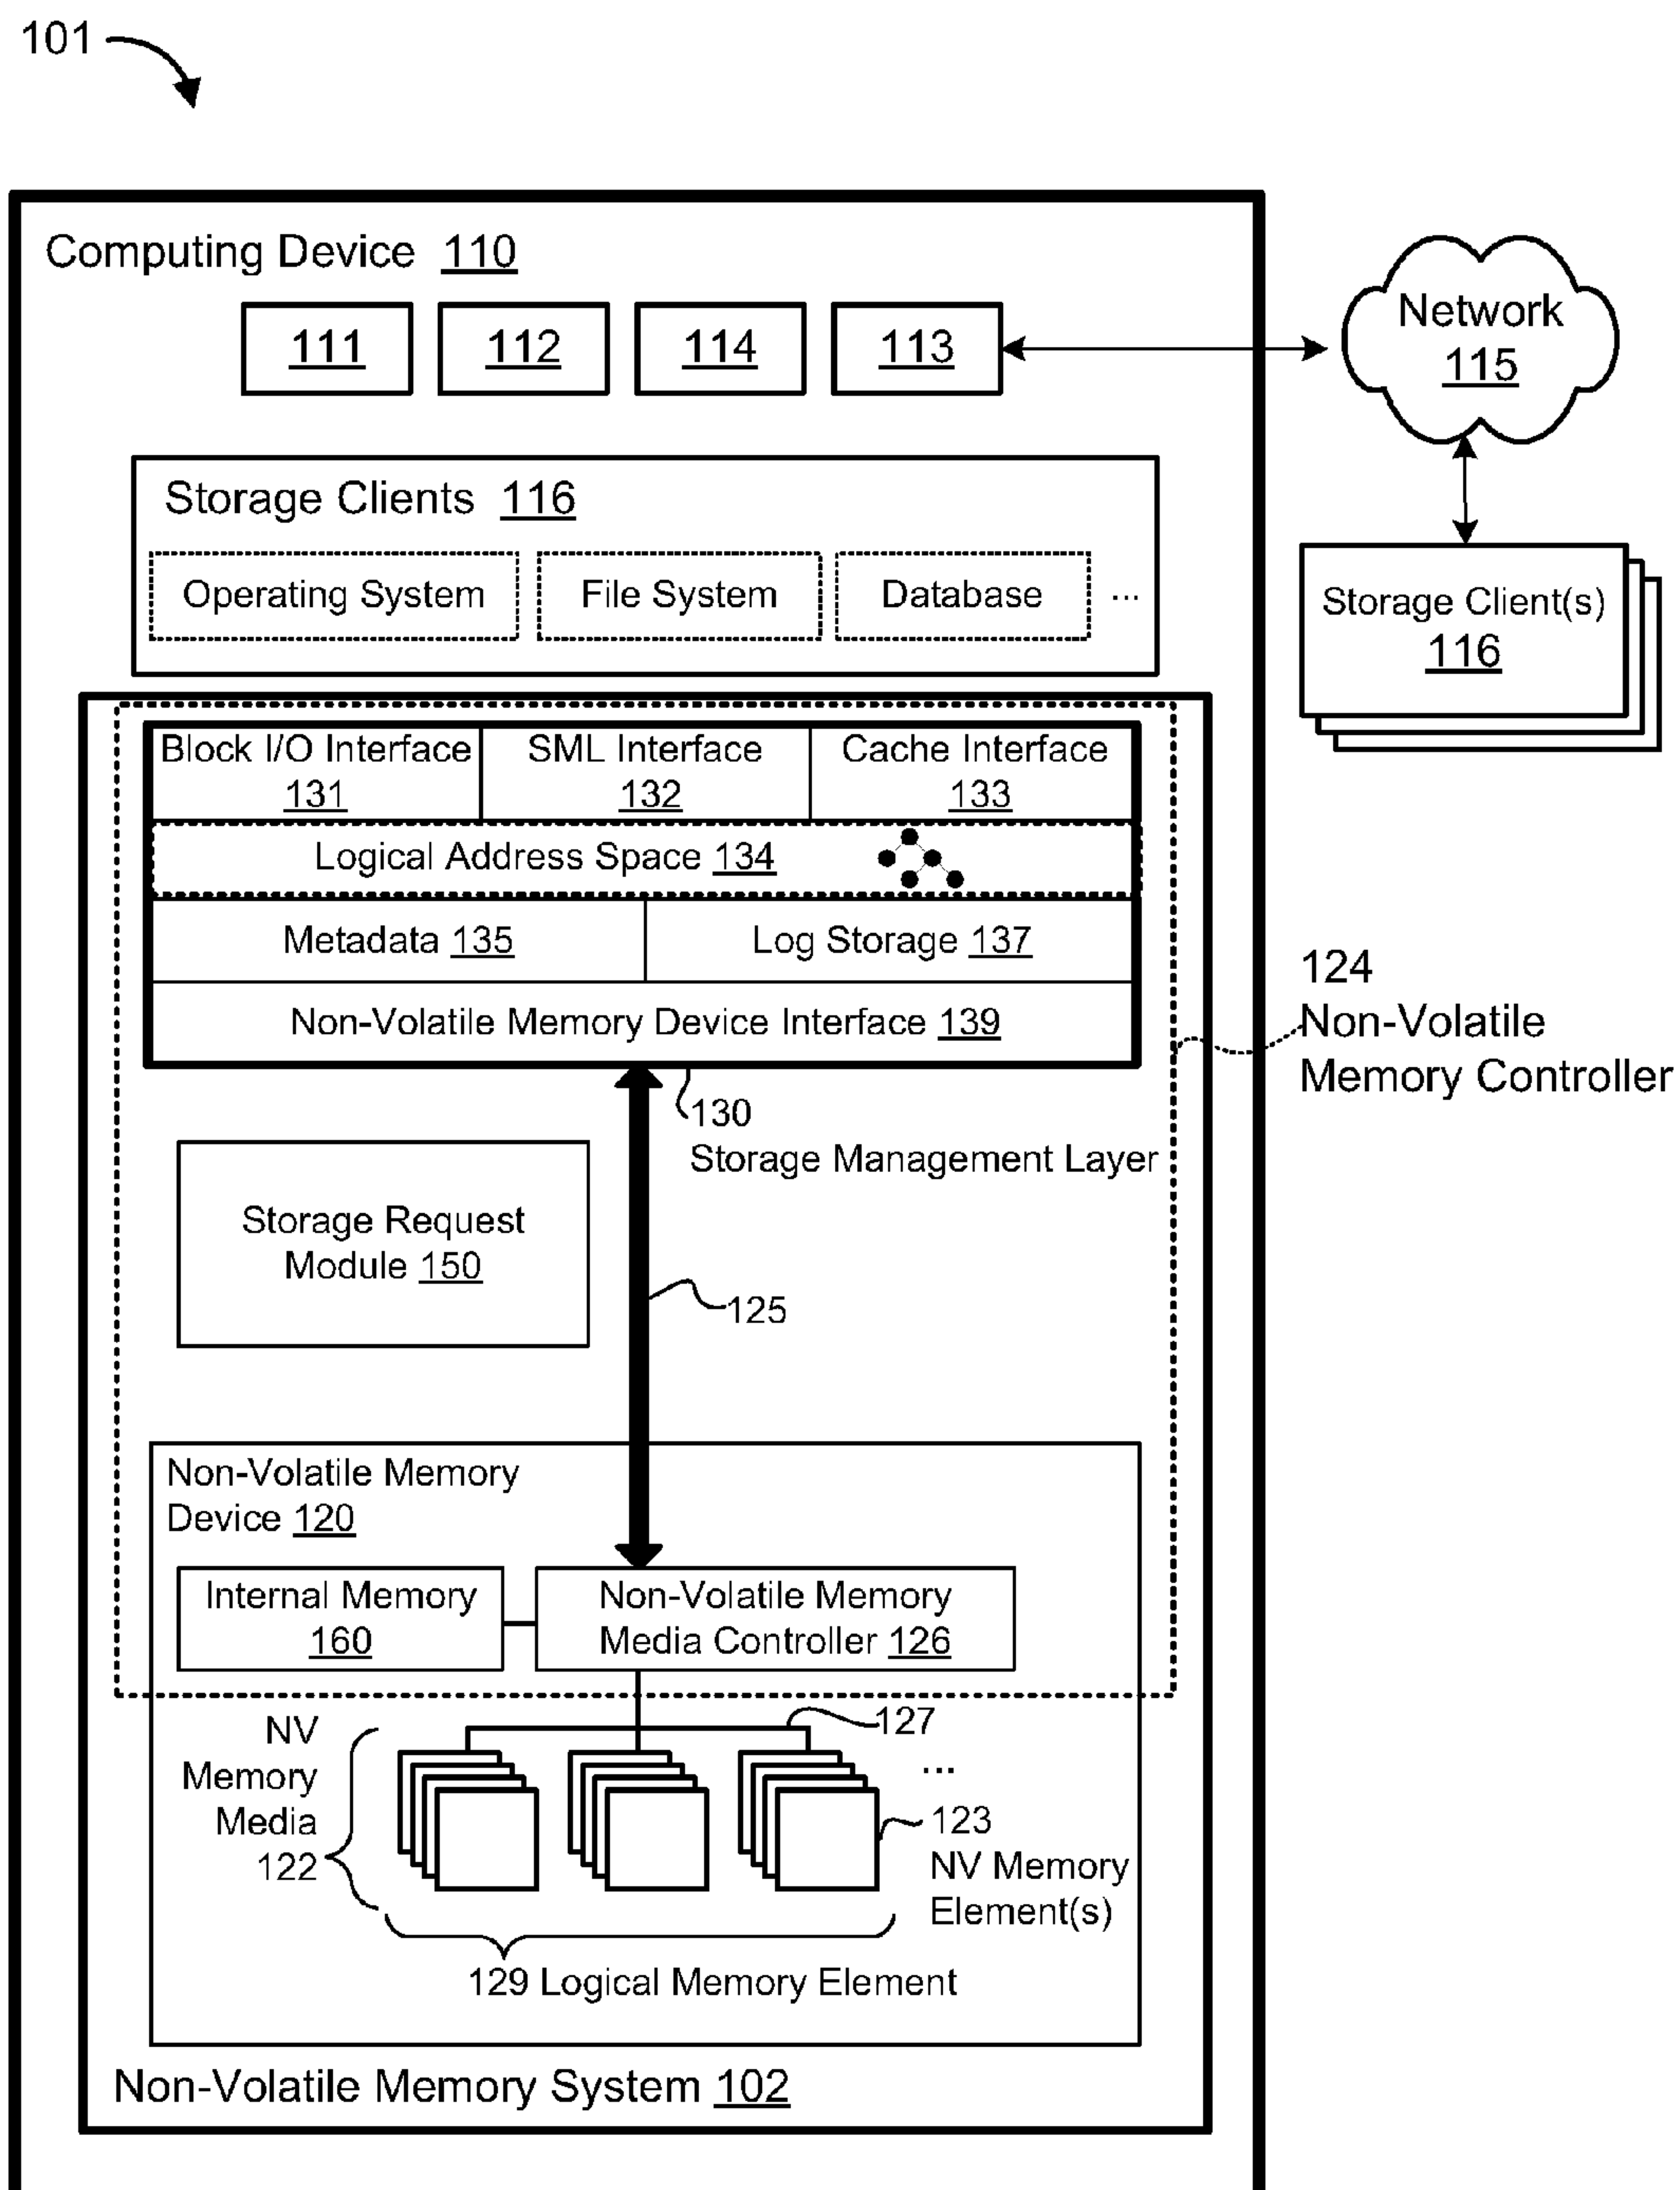 101
Computing Device 110
111 112 114 113
Network
115
Storage Clients 116
Operating System File System Database ...
Storage Client(s)
116
Block I/O Interface
131
SML Interface
132
Cache Interface
133
Logical Address Space 134
Metadata 135 Log Storage 137
Non-Volatile Memory Device Interface 139
124
Non-Volatile
Memory Controller
130
Storage Management Layer
Storage Request
Module 150
125
Non-Volatile Memory
Device 120
Internal Memory
160
Non-Volatile Memory
Media Controller 126
NV
Memory
Media
122
127
...
123
NV Memory
Element(s)
129 Logical Memory Element
Non-Volatile Memory System 102